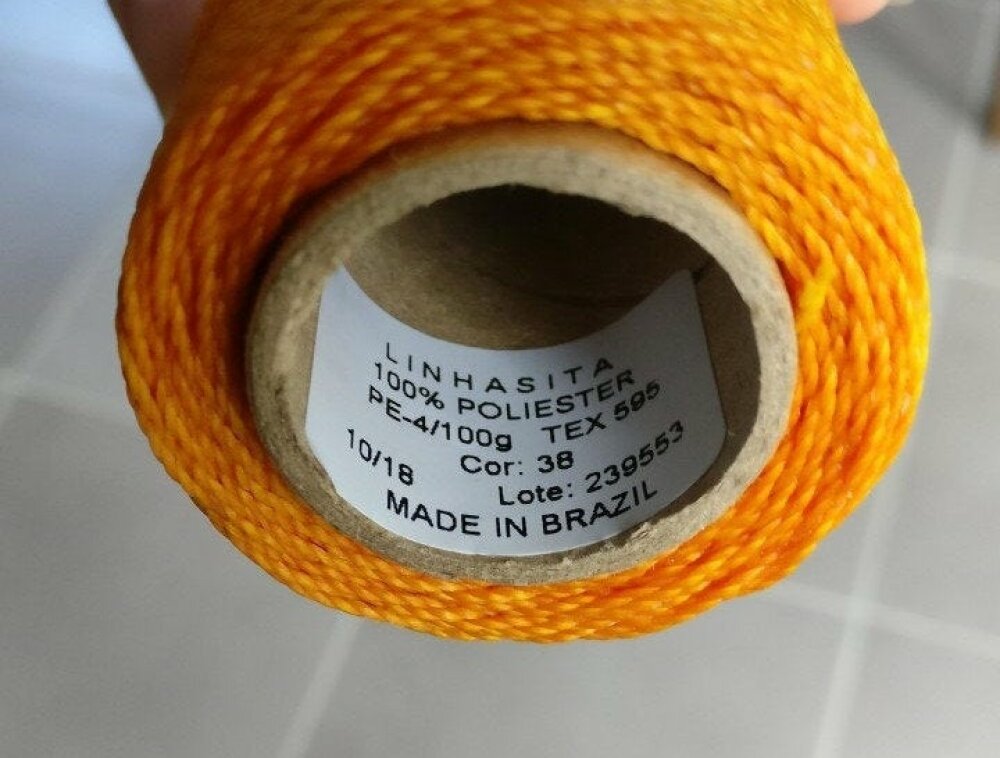 LINHASITA
100% POLIESTER
PE-4/100g TEX 595
Cor: 38
10/18 Lote: 239553
MADE IN BRAZIL